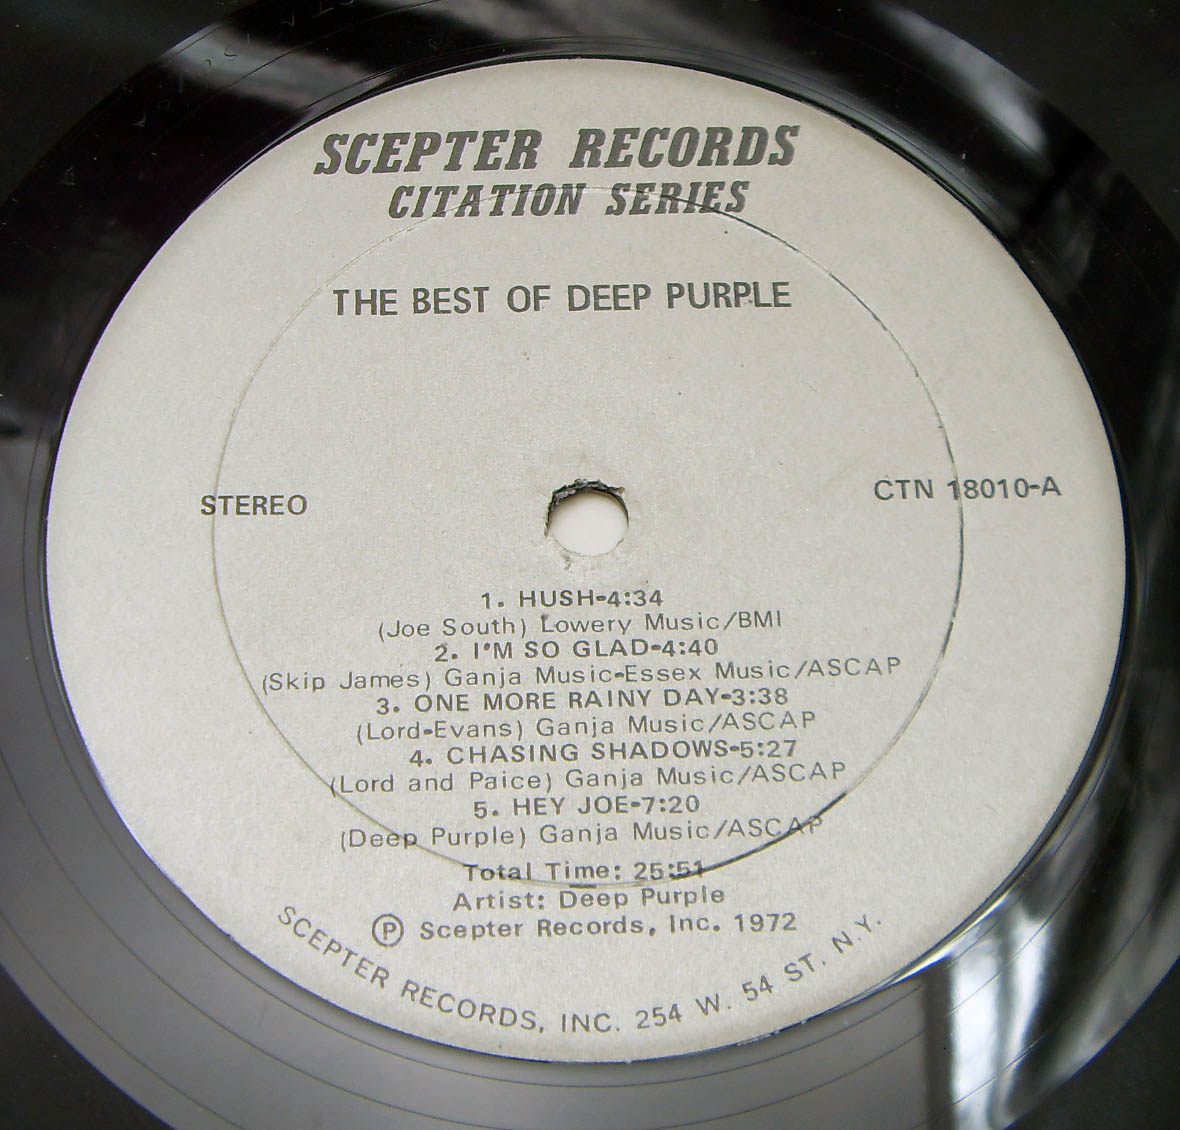 SCEPTER RECORDS
CITATION SERIES
THE BEST OF DEEP PURPLE
STEREO
CTN 18010-A
1. HUSH-4:34
(Joe South) Lowery Music/BMI
2. I'M SO GLAD-4:40
(Skip James) Ganja Music-Essex Music/ASCAP
3. ONE MORE RAINY DAY-3:38
(Lord-Evans) Ganja Music/ASCAP
4. CHASING SHADOWS-5:27
(Lord and Paice) Ganja Music/ASCAP
5. HEY JOE-7:20
(Deep Purple) Ganja Music/ASCAP
Total Time: 25:51
Artist: Deep Purple
Ⓟ Scepter Records, Inc. 1972
SCEPTER RECORDS, INC. 254 W. 54 ST. N.Y.